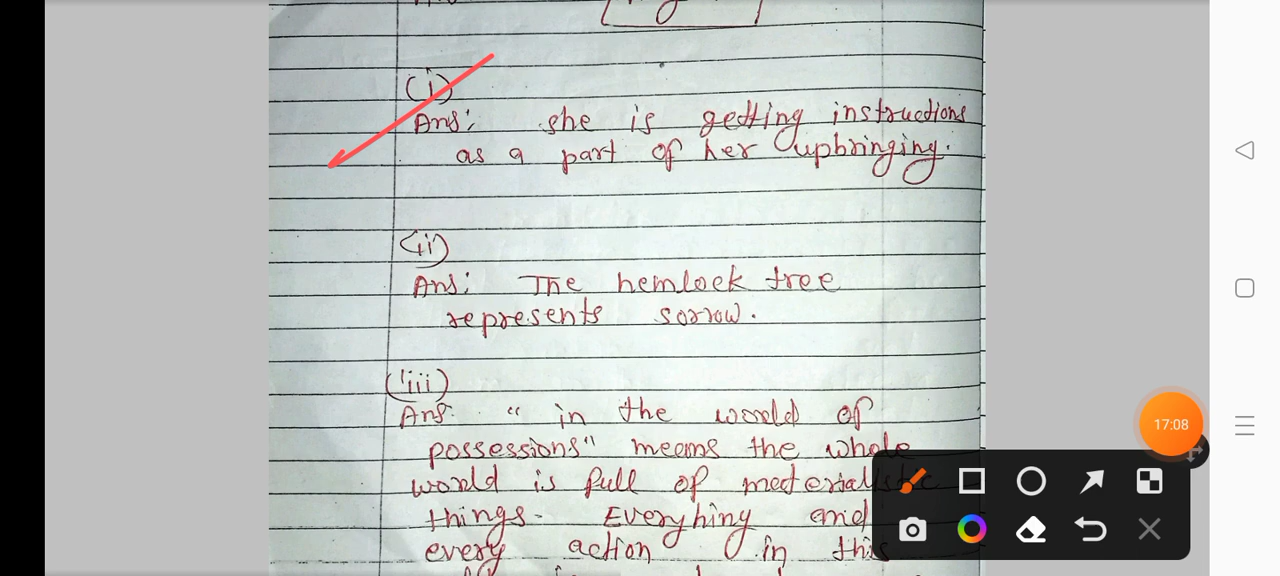 (i)
Ans: she is getting instructions
as a part of her upbringing.
(ii)
Ans: The hemlock tree
represents sorrow.
(iii)
Ans: "in the world of
possessions" means the whole
world is full of materialistic
things. Everyhing and
every action in this
17:08